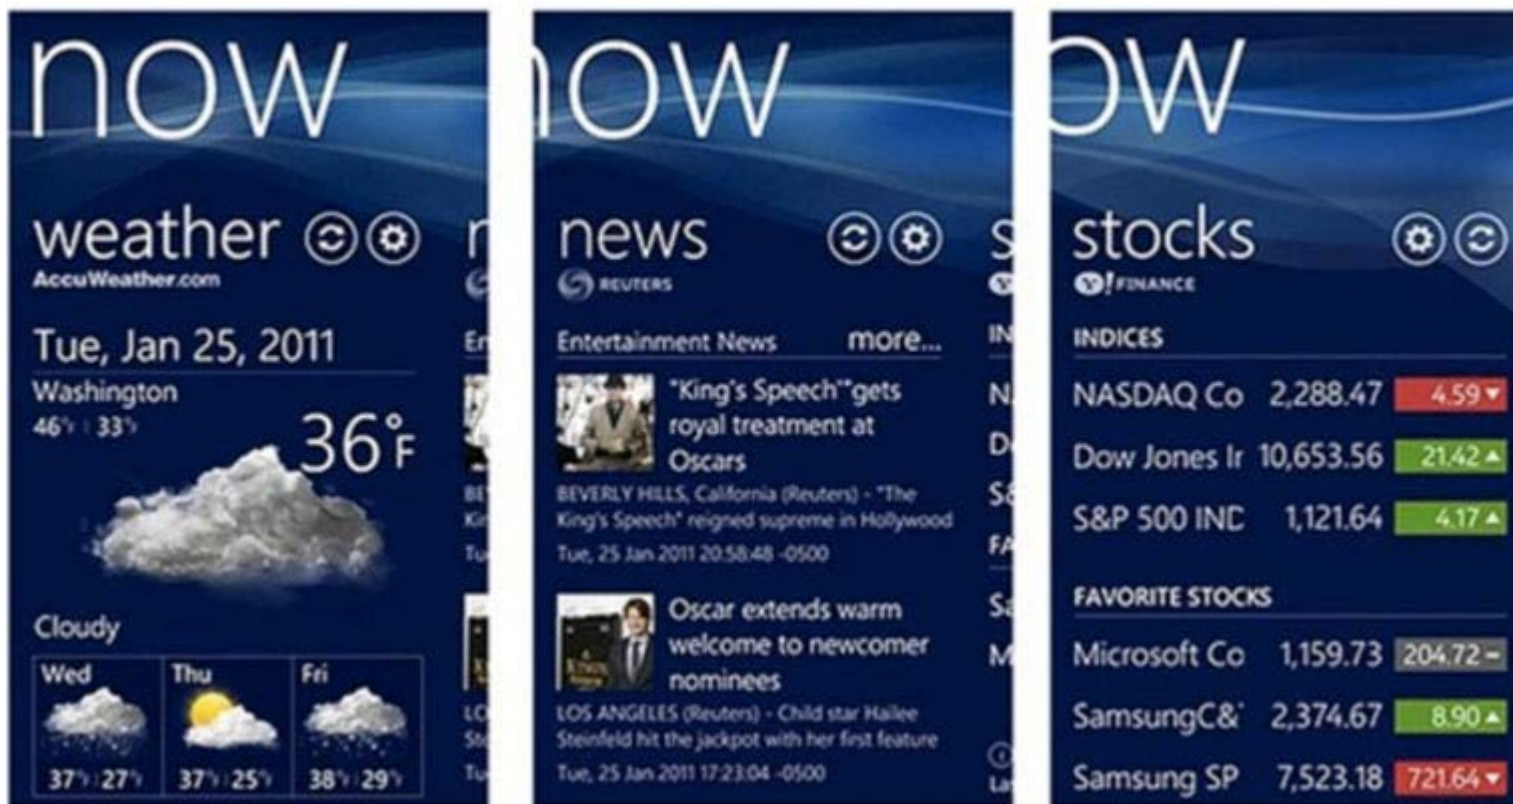 now
weather
AccuWeather.com
Tue, Jan 25, 2011
Washington
46°F | 33°F
36°F
Cloudy
Wed Thu Fri
37°F | 27°F 37°F | 25°F 38°F | 29°F
now
news
REUTERS
Entertainment News more...
"King's Speech"gets
royal treatment at
Oscars
BEVERLY HILLS, California (Reuters) - "The
King's Speech" reigned supreme in Hollywood
Tue, 25 Jan 2011 20:58:48 -0500
Oscar extends warm
welcome to newcomer
nominees
LOS ANGELES (Reuters) - Child star Hailee
Steinfeld hit the jackpot with her first feature
Tue, 25 Jan 2011 17:23:04 -0500
ow
stocks
Y! FINANCE
INDICES
NASDAQ Co 2,288.47 4.59 ▼
Dow Jones Ir 10,653.56 21.42 ▲
S&P 500 IND 1,121.64 4.17 ▲
FAVORITE STOCKS
Microsoft Co 1,159.73 204.72 –
SamsungC& 2,374.67 8.90 ▲
Samsung SP 7,523.18 721.64 ▼